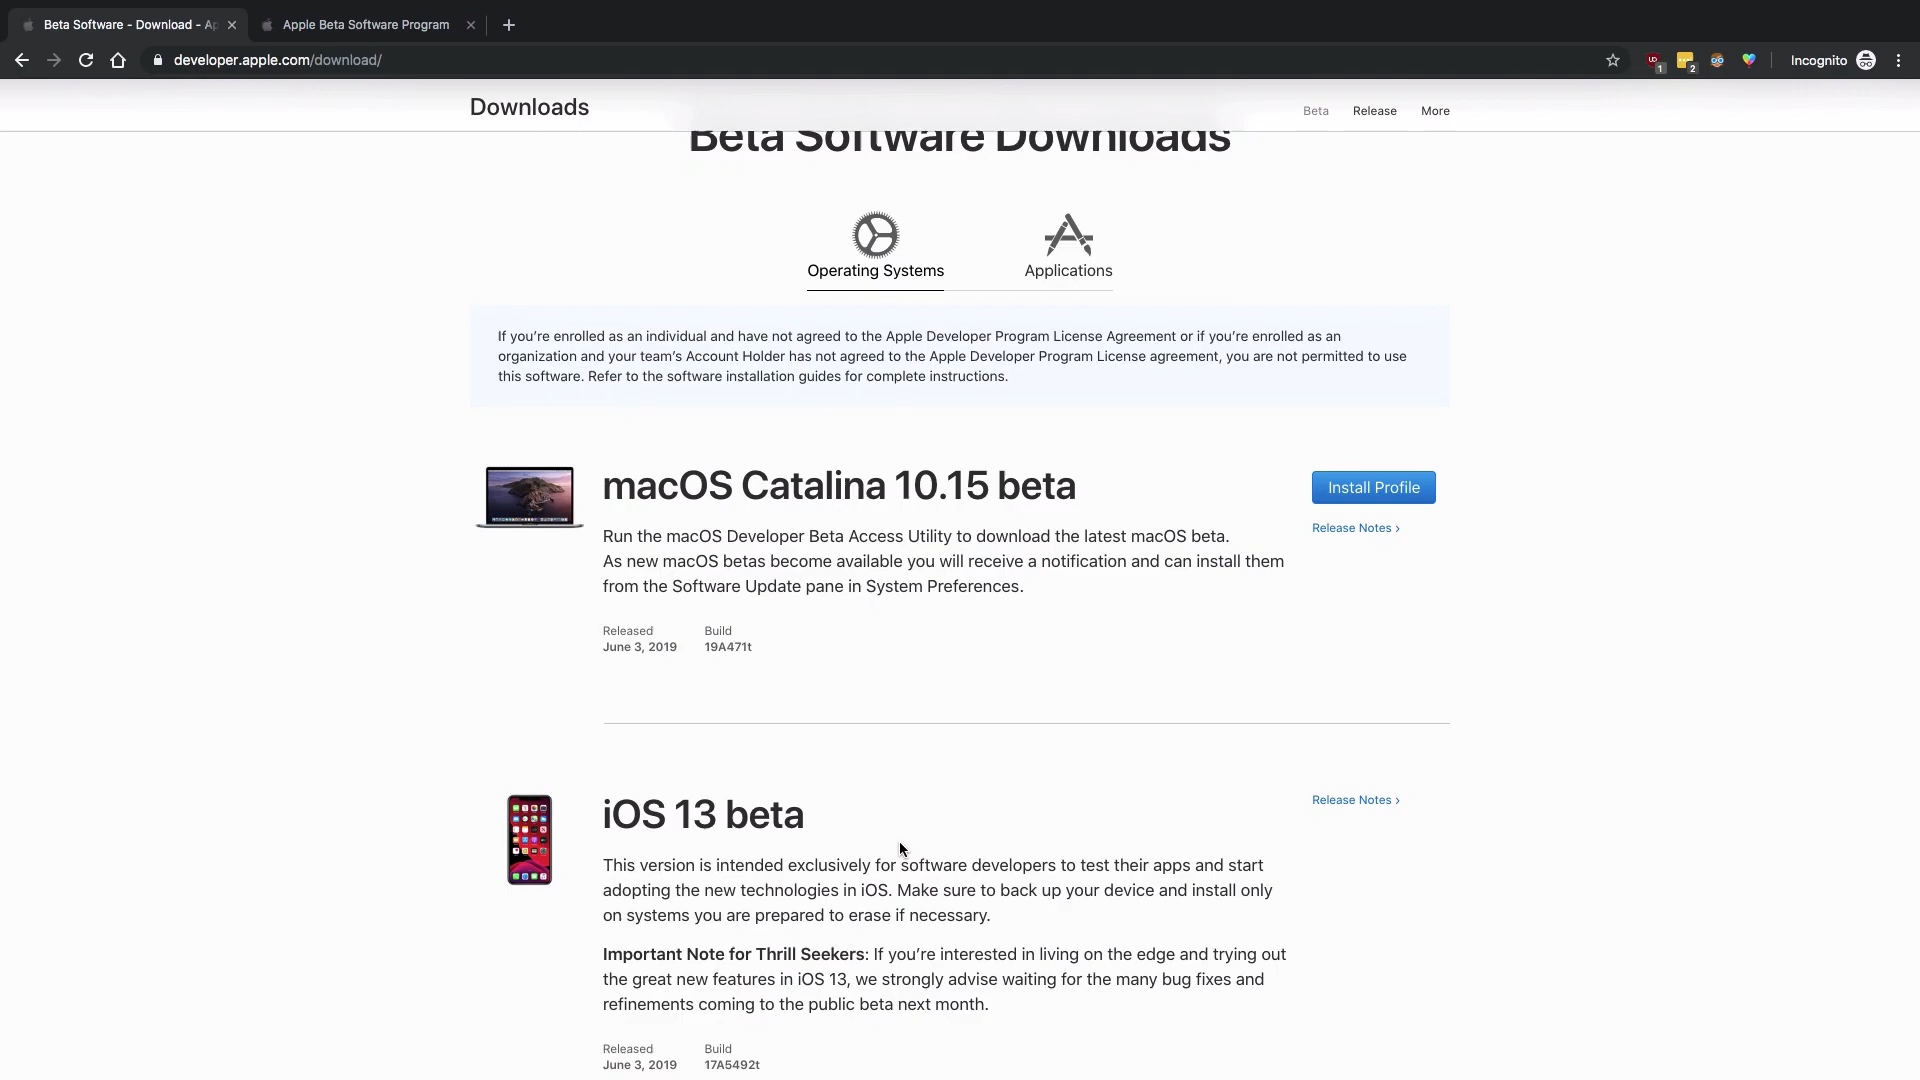 Beta Software - Download - Ap
Apple Beta Software Program
developer.apple.com/download/
1
2
Incognito
Downloads
Beta
Release
More
Beta Software Downloads
Operating Systems
Applications
If you’re enrolled as an individual and have not agreed to the Apple Developer Program License Agreement or if you’re enrolled as an
organization and your team’s Account Holder has not agreed to the Apple Developer Program License agreement, you are not permitted to use
this software. Refer to the software installation guides for complete instructions.
macOS Catalina 10.15 beta
Install Profile
Release Notes ›
Run the macOS Developer Beta Access Utility to download the latest macOS beta.
As new macOS betas become available you will receive a notification and can install them
from the Software Update pane in System Preferences.
Released
Build
June 3, 2019
19A471t
iOS 13 beta
Release Notes ›
This version is intended exclusively for software developers to test their apps and start
adopting the new technologies in iOS. Make sure to back up your device and install only
on systems you are prepared to erase if necessary.
Important Note for Thrill Seekers: If you’re interested in living on the edge and trying out
the great new features in iOS 13, we strongly advise waiting for the many bug fixes and
refinements coming to the public beta next month.
Released
Build
June 3, 2019
17A5492t